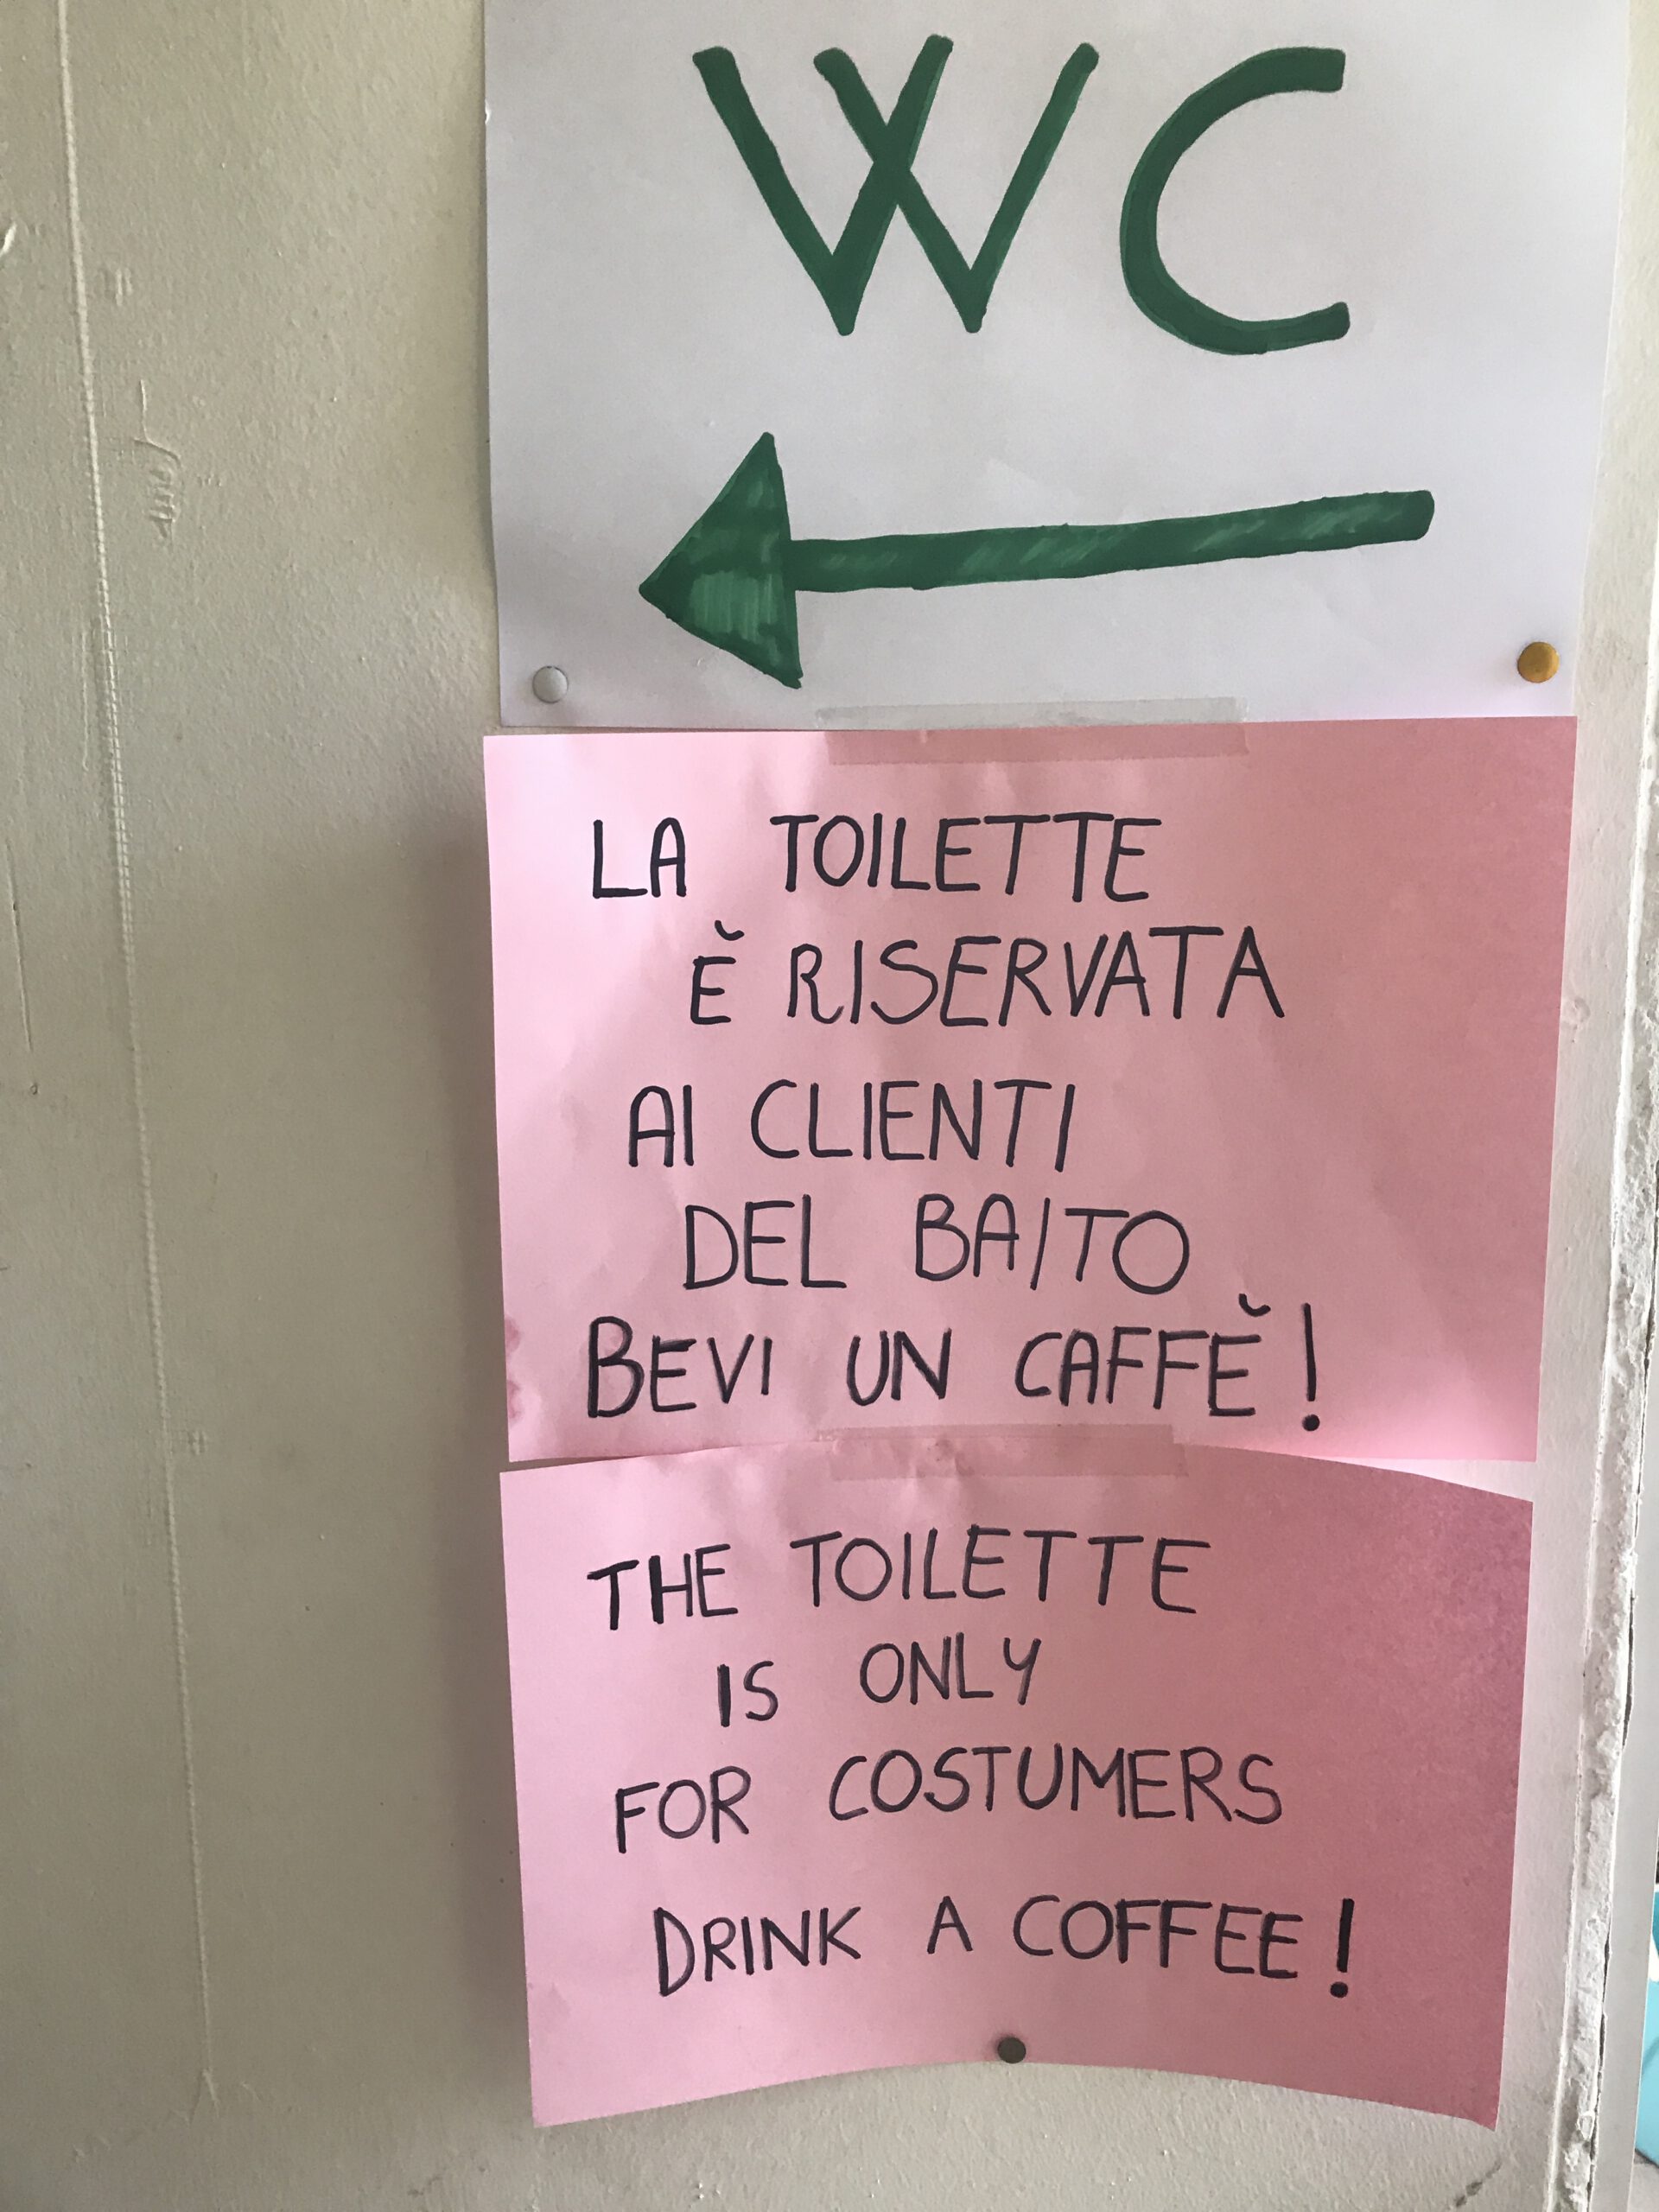 WC
LA TOILETTE
È RISERVATA
AI CLIENTI
DEL BAITO
BEVI UN CAFFÈ!
THE TOILETTE
IS ONLY
FOR COSTUMERS
DRINK A COFFEE!